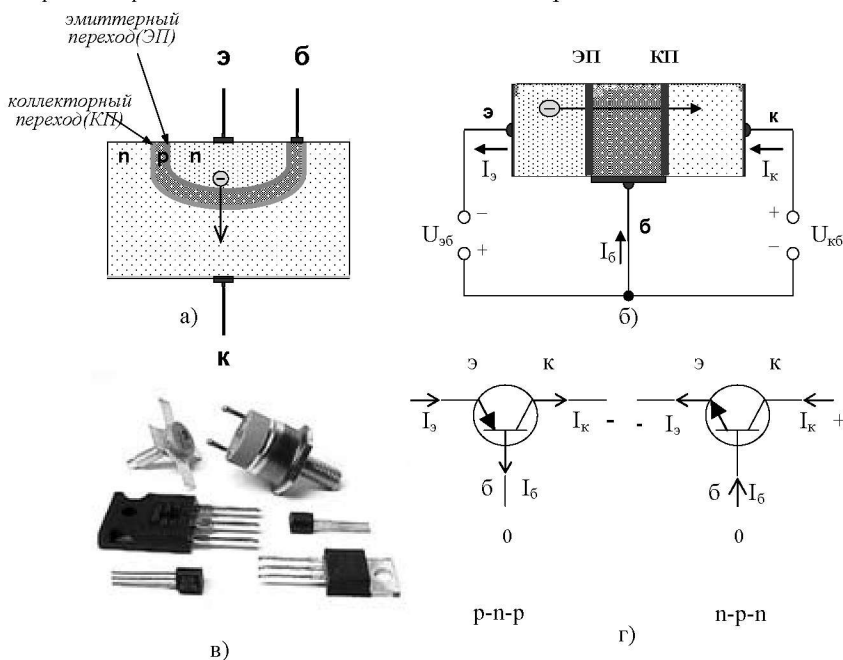 эмиттерный
переход(ЭП)
э б
коллекторный
переход(КП)
n p n
−
а)
к
ЭП КП
э
−
к
Iэ
Iк
Uэб
−
+
б
Iб
+
−
Uкб
б)
э к
Iэ
Iк -
б Iб
0
p-n-p
э к
- Iэ
Iк +
б Iб
0
n-p-n
в)
г)